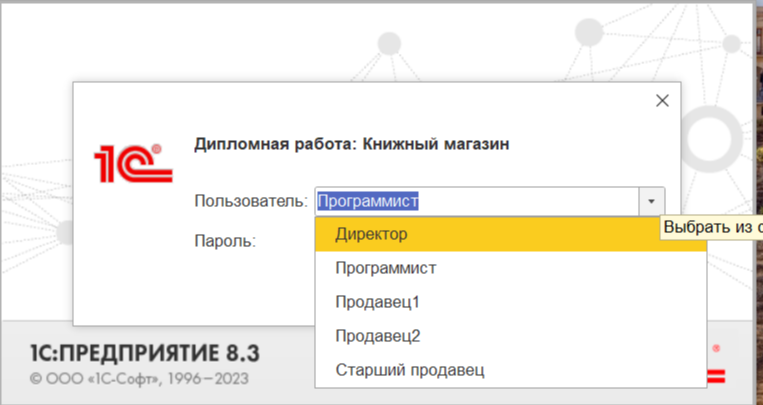 1С®
Дипломная работа: Книжный магазин
Пользователь: Программист
Выбрать из с
Пароль:
Директор
Программист
Продавец1
Продавец2
Старший продавец
1С:ПРЕДПРИЯТИЕ 8.3
© ООО «1С-Софт», 1996–2023
®